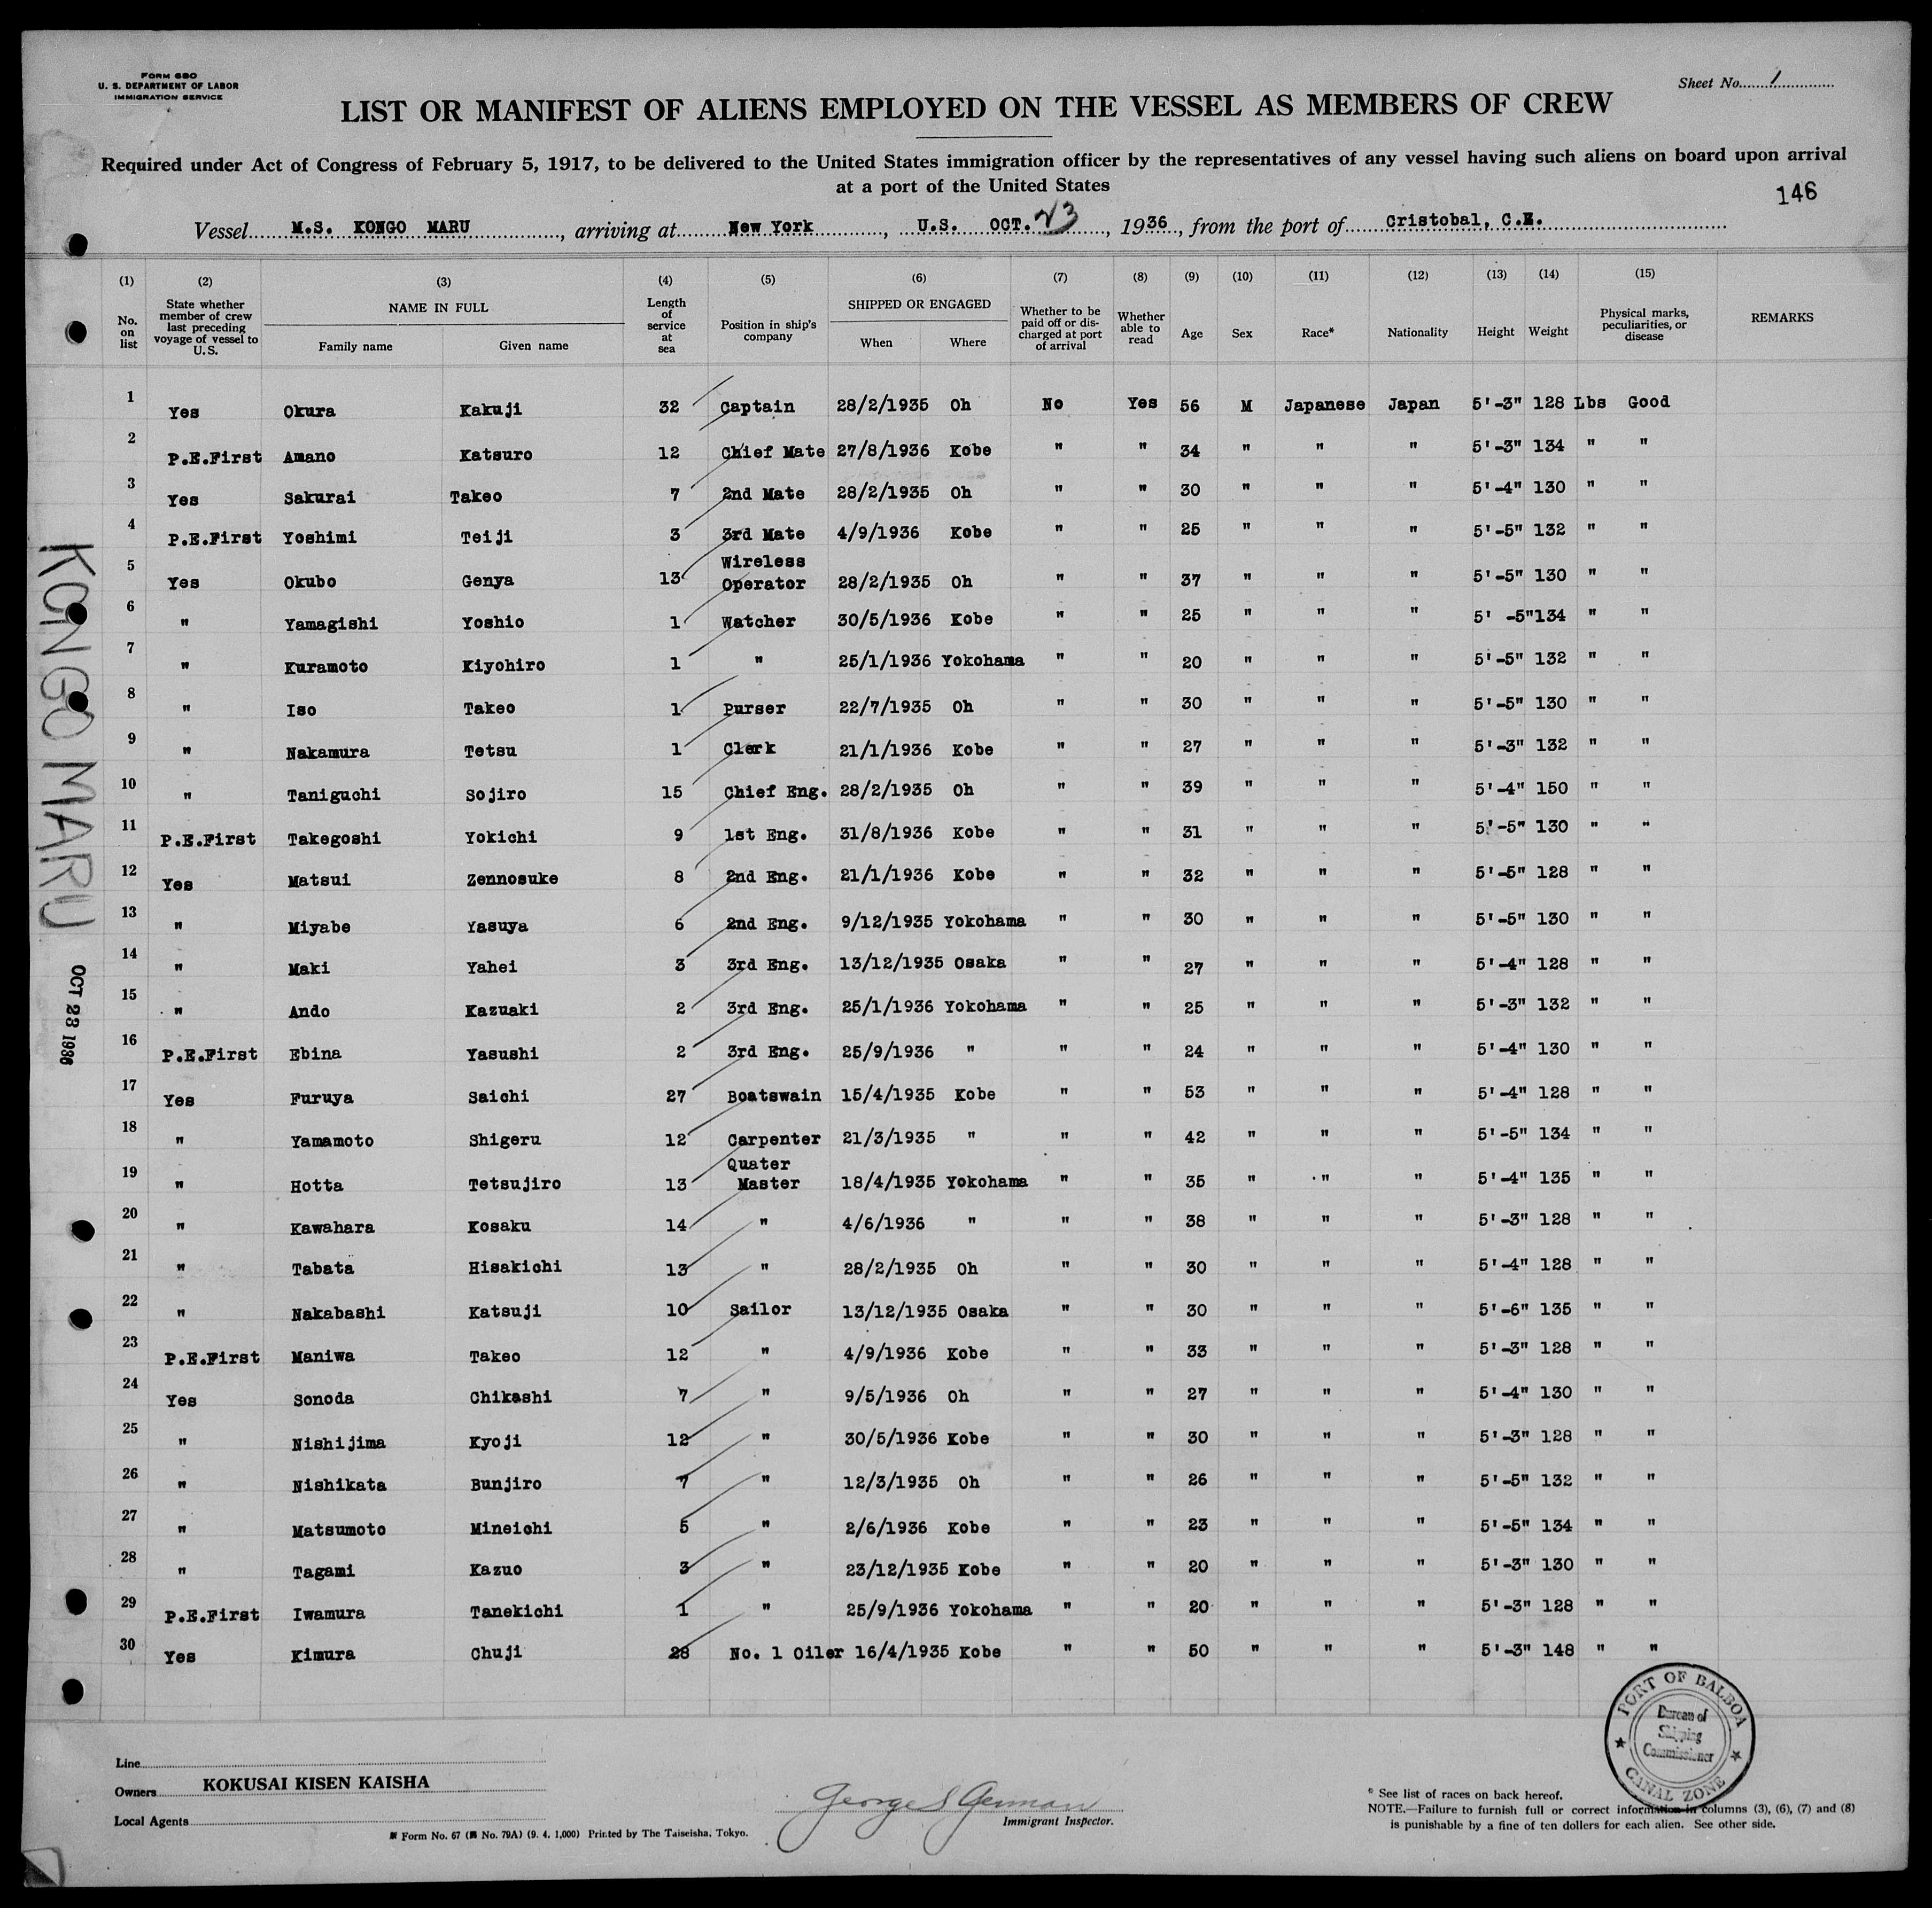 FORM 680
U. S. DEPARTMENT OF LABOR
IMMIGRATION SERVICE
Sheet No. 1
LIST OR MANIFEST OF ALIENS EMPLOYED ON THE VESSEL AS MEMBERS OF CREW
Required under Act of Congress of February 5, 1917, to be delivered to the United States immigration officer by the representatives of any vessel having such aliens on board upon arrival
at a port of the United States
146
Vessel M.S. KONGO MARU, arriving at New York, U.S. OCT. 23, 1936, from the port of Cristobal, C.Z.
(1) (2) (3) (4) (5) (6) (7) (8) (9) (10) (11) (12) (13) (14) (15)
No. on list
State whether member of crew last preceding voyage of vessel to U.S.
NAME IN FULL
Family name Given name
Length of service at sea
Position in ship's company
SHIPPED OR ENGAGED
When Where
Whether to be paid off or discharged at port of arrival
Whether able to read
Age Sex Race* Nationality Height Weight
Physical marks, peculiarities, or disease
REMARKS
1 Yes Okura Kakuji 32 Captain 28/2/1935 Oh No Yes 56 M Japanese Japan 5'-3" 128 Lbs Good
2 P.E.First Amano Katsuro 12 Chief Mate 27/8/1936 Kobe " " 34 " " " 5'-3" 134 " "
3 Yes Sakurai Takeo 7 2nd Mate 28/2/1935 Oh " " 30 " " " 5'-4" 130 " "
4 P.E.First Yoshimi Teiji 3 3rd Mate 4/9/1936 Kobe " " 25 " " " 5'-5" 132 " "
5 Yes Okubo Genya 13 Wireless Operator 28/2/1935 Oh " " 37 " " " 5'-5" 130 " "
6 " Yamagishi Yoshio 1 Watcher 30/5/1936 Kobe " " 25 " " " 5' -5" 134 " "
7 " Kuramoto Kiyohiro 1 " 25/1/1936 Yokohama " " 20 " " " 5'-5" 132 " "
8 " Iso Takeo 1 Purser 22/7/1935 Oh " " 30 " " " 5'-5" 130 " "
9 " Nakamura Tetsu 1 Clerk 21/1/1936 Kobe " " 27 " " " 5'-3" 132 " "
10 " Taniguchi Sojiro 15 Chief Eng. 28/2/1935 Oh " " 39 " " " 5'-4" 150 " "
11 P.E.First Takegoshi Yokichi 9 1st Eng. 31/8/1936 Kobe " " 31 " " " 5'-5" 130 " "
12 Yes Matsui Zennosuke 8 2nd Eng. 21/1/1936 Kobe " " 32 " " " 5'-5" 128 " "
13 " Miyabe Yasuya 6 2nd Eng. 9/12/1935 Yokohama " " 30 " " " 5'-5" 130 " "
14 " Maki Yahei 3 3rd Eng. 13/12/1935 Osaka " " 27 " " " 5'-4" 128 " "
15 " Ando Kazuaki 2 3rd Eng. 25/1/1936 Yokohama " " 25 " " " 5'-3" 132 " "
16 P.E.First Ebina Yasushi 2 3rd Eng. 25/9/1936 " " " 24 " " " 5'-4" 130 " "
17 Yes Furuya Saichi 27 Boatswain 15/4/1935 Kobe " " 53 " " " 5'-4" 128 " "
18 " Yamamoto Shigeru 12 Carpenter 21/3/1935 " " " 42 " " " 5'-5" 134 " "
19 " Hotta Tetsujiro 13 Quater Master 18/4/1935 Yokohama " " 35 " " " 5'-4" 135 " "
20 " Kawahara Kosaku 14 " 4/6/1936 " " " 38 " " " 5'-3" 128 " "
21 " Tabata Hisakichi 13 " 28/2/1935 Oh " " 30 " " " 5'-4" 128 " "
22 " Nakabashi Katsuji 10 Sailor 13/12/1935 Osaka " " 30 " " " 5'-6" 135 " "
23 P.E.First Maniwa Takeo 12 " 4/9/1936 Kobe " " 33 " " " 5'-3" 128 " "
24 Yes Sonoda Chikashi 7 " 9/5/1936 Oh " " 27 " " " 5'-4" 130 " "
25 " Nishijima Kyoji 12 " 30/5/1936 Kobe " " 30 " " " 5'-3" 128 " "
26 " Nishikata Bunjiro 7 " 12/3/1935 Oh " " 26 " " " 5'-5" 132 " "
27 " Matsumoto Mineichi 5 " 2/6/1936 Kobe " " 23 " " " 5'-5" 134 " "
28 " Tagami Kazuo 3 " 23/12/1935 Kobe " " 20 " " " 5'-3" 130 " "
29 P.E.First Iwamura Tanekichi 1 " 25/9/1936 Yokohama " " 20 " " " 5'-3" 128 " "
30 Yes Kimura Chuji 28 No. 1 Oiler 16/4/1935 Kobe " " 50 " " " 5'-3" 148 " "
KONGO MARU
OCT 23 1936
PORT OF BALBOA
Bureau of
Shipping
Commissioner
CANAL ZONE
Line
Owners KOKUSAI KISEN KAISHA
Local Agents
Form No. 67 ( No. 79A) (9. 4. 1,000) Printed by The Taiseisha, Tokyo.
George S German
Immigrant Inspector.
* See list of races on back hereof.
NOTE.—Failure to furnish full or correct information in columns (3), (6), (7) and (8)
is punishable by a fine of ten dollars for each alien. See other side.